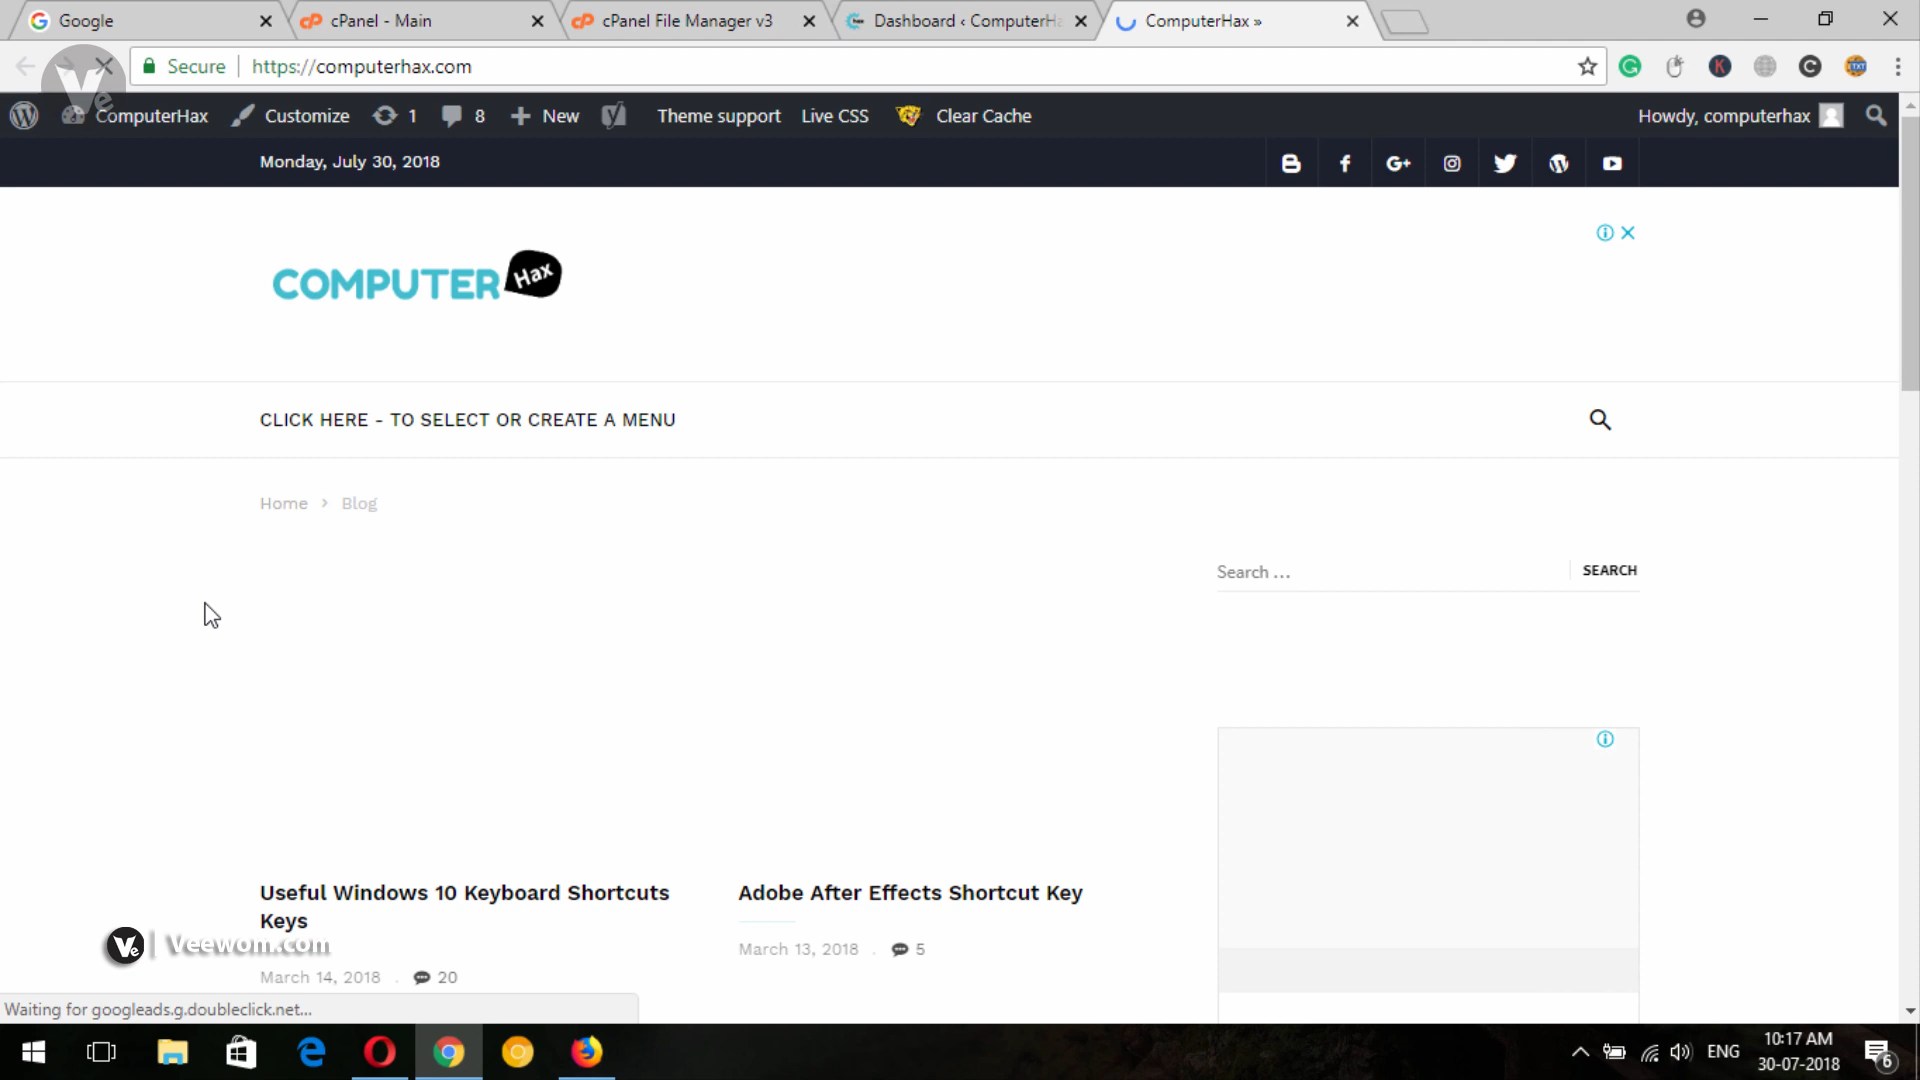 Google
cPanel - Main
cPanel File Manager v3
Dashboard ‹ ComputerHa
ComputerHax »
Secure
https://computerhax.com
Ve
ComputerHax
Customize
1
8
New
Theme support
Live CSS
Clear Cache
Howdy, computerhax
Monday, July 30, 2018
COMPUTER Hax
CLICK HERE - TO SELECT OR CREATE A MENU
Home > Blog
Search ...
SEARCH
Useful Windows 10 Keyboard Shortcuts
Keys
March 14, 2018 . 20
Adobe After Effects Shortcut Key
March 13, 2018 . 5
Ve | Veewom.com
Waiting for googleads.g.doubleclick.net...
ENG
10:17 AM
30-07-2018
6